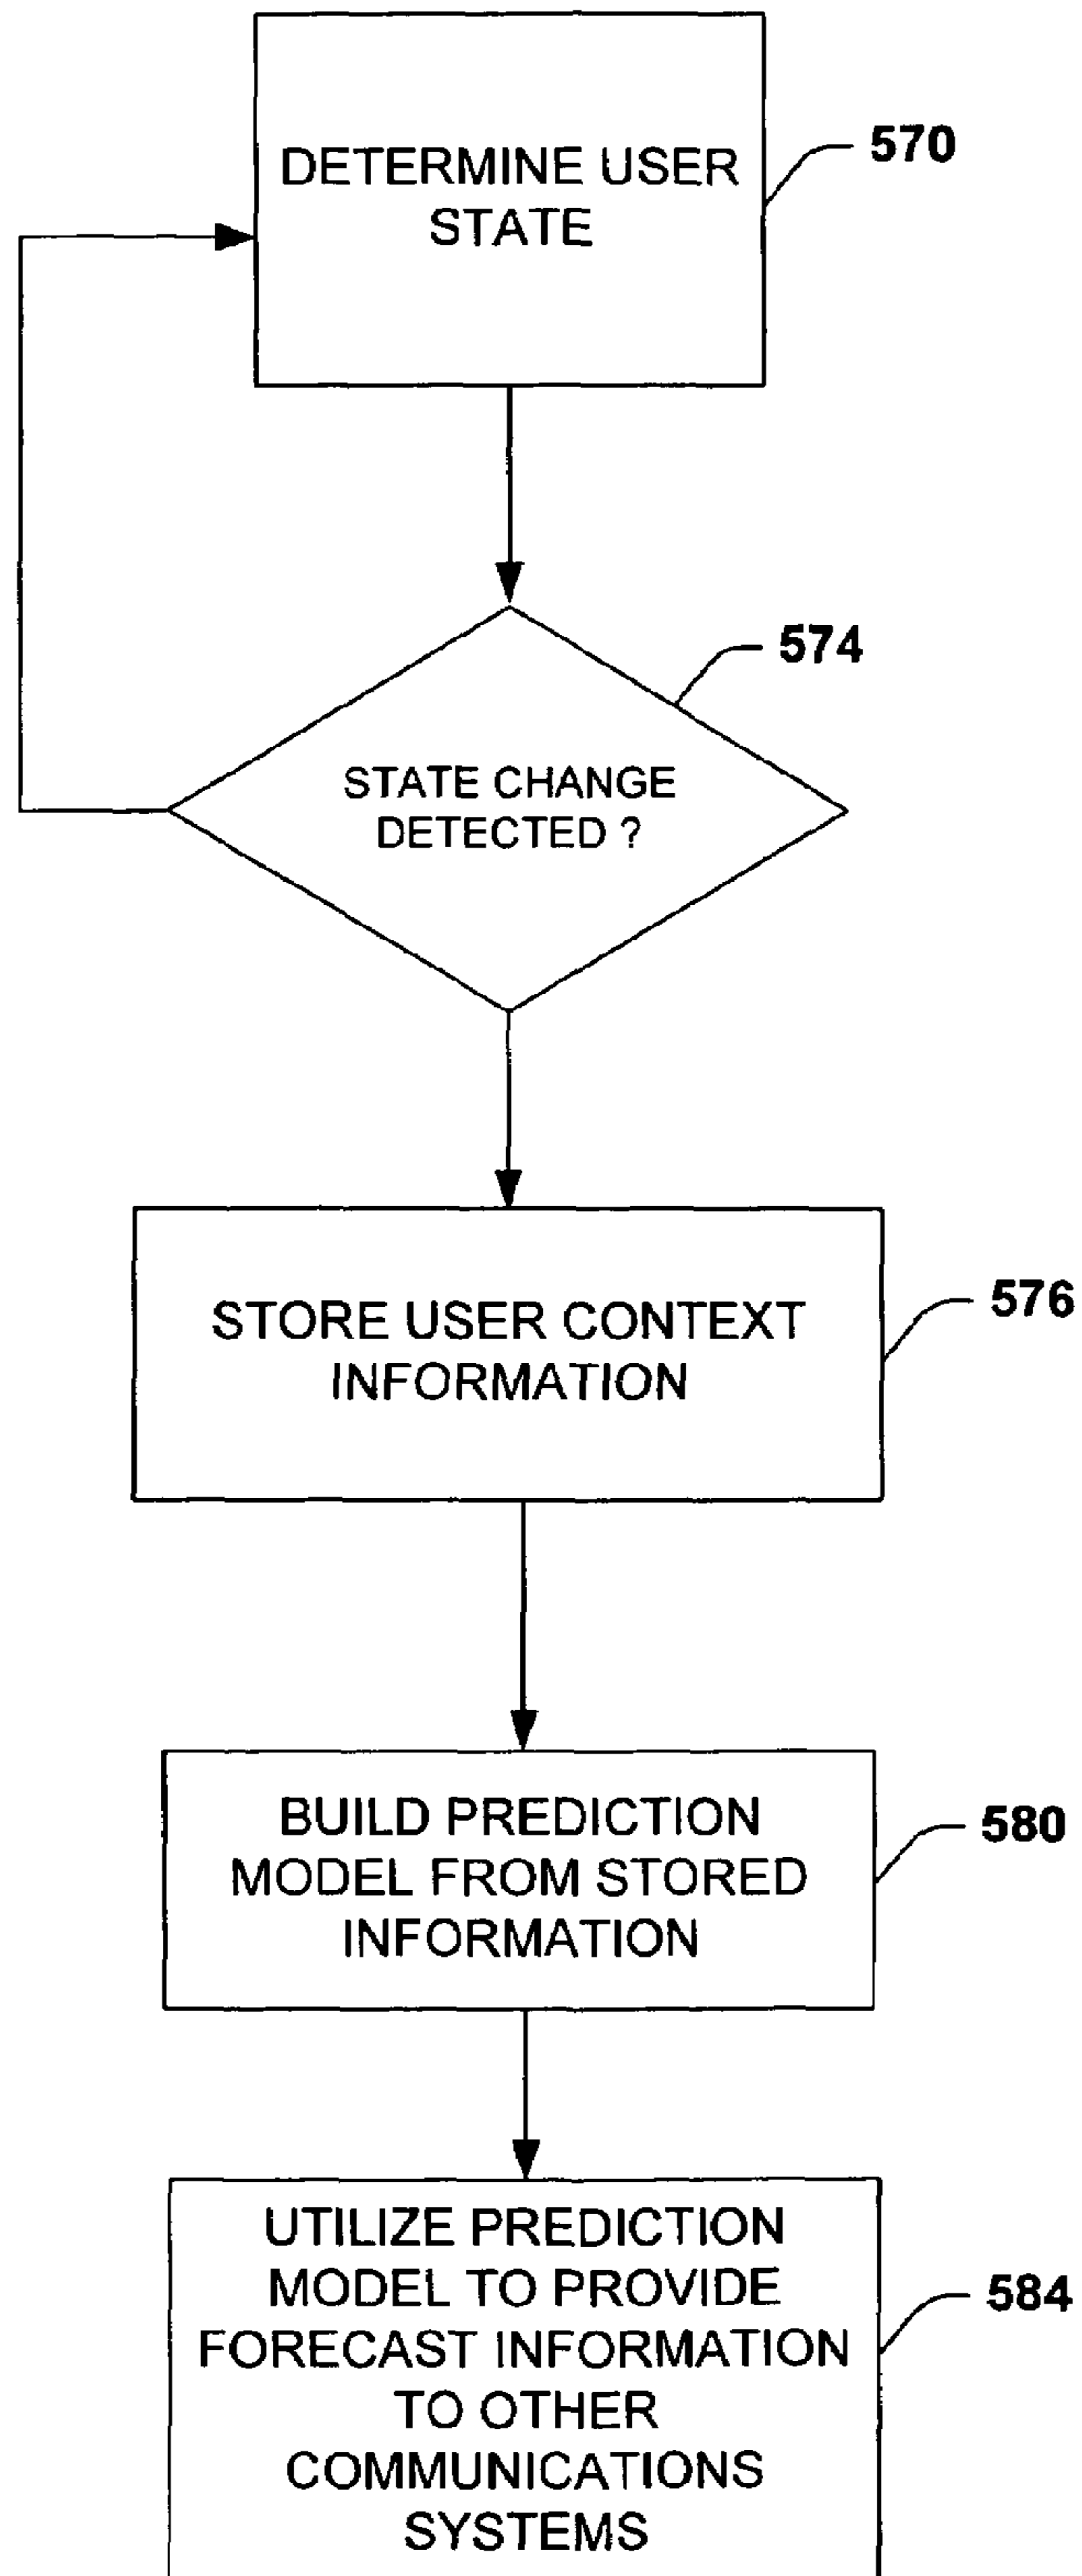 DETERMINE USER
STATE
570
574
STATE CHANGE
DETECTED ?
STORE USER CONTEXT
INFORMATION
576
BUILD PREDICTION
MODEL FROM STORED
INFORMATION
580
UTILIZE PREDICTION
MODEL TO PROVIDE
FORECAST INFORMATION
TO OTHER
COMMUNICATIONS
SYSTEMS
584